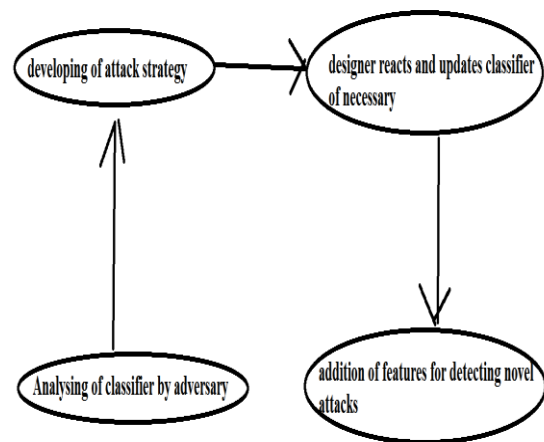 developing of attack strategy
designer reacts and updates classifier
of necessary
Analysing of classifier by adversary
addition of features for detecting novel
attacks